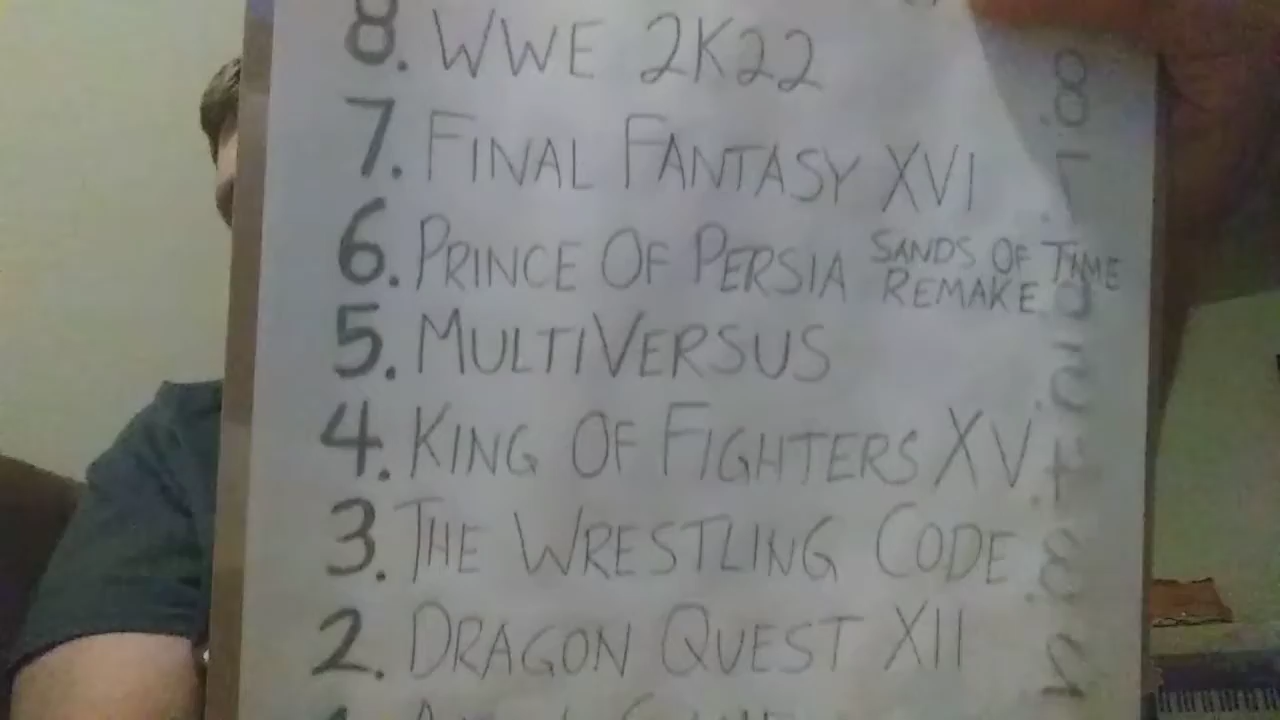 8. WWE 2K22
7. FINAL FANTASY XVI
6. PRINCE OF PERSIA SANDS OF TIME
REMAKE
5. MULTIVERSUS
4. KING OF FIGHTERS XV
3. THE WRESTLING CODE
2. DRAGON QUEST XII